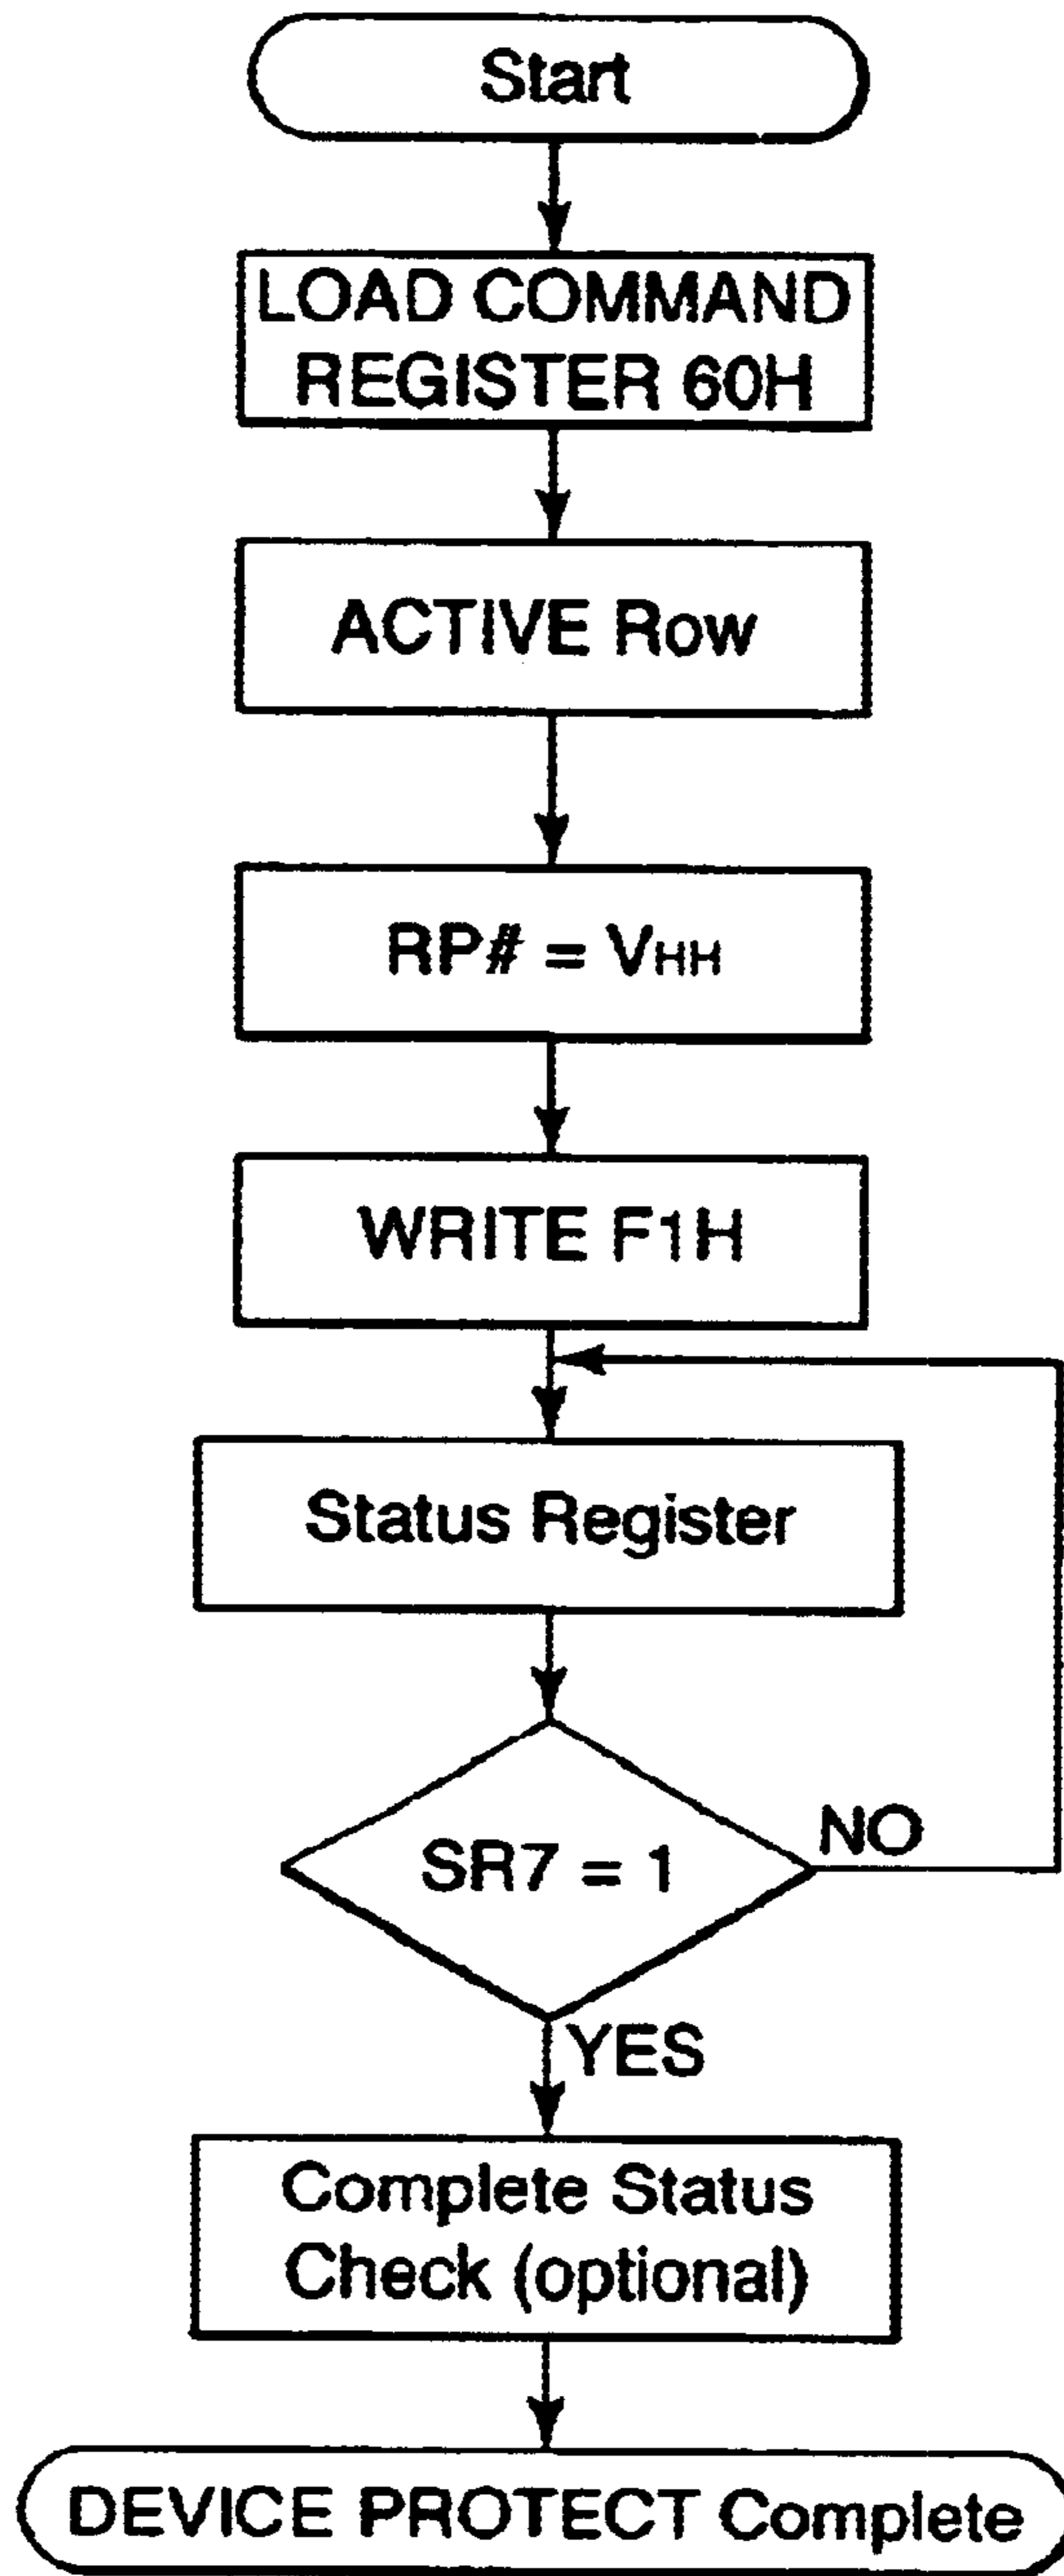 Start
LOAD COMMAND
REGISTER 60H
ACTIVE Row
RP# = VHH
WRITE F1H
Status Register
SR7 = 1
NO
YES
Complete Status
Check (optional)
DEVICE PROTECT Complete